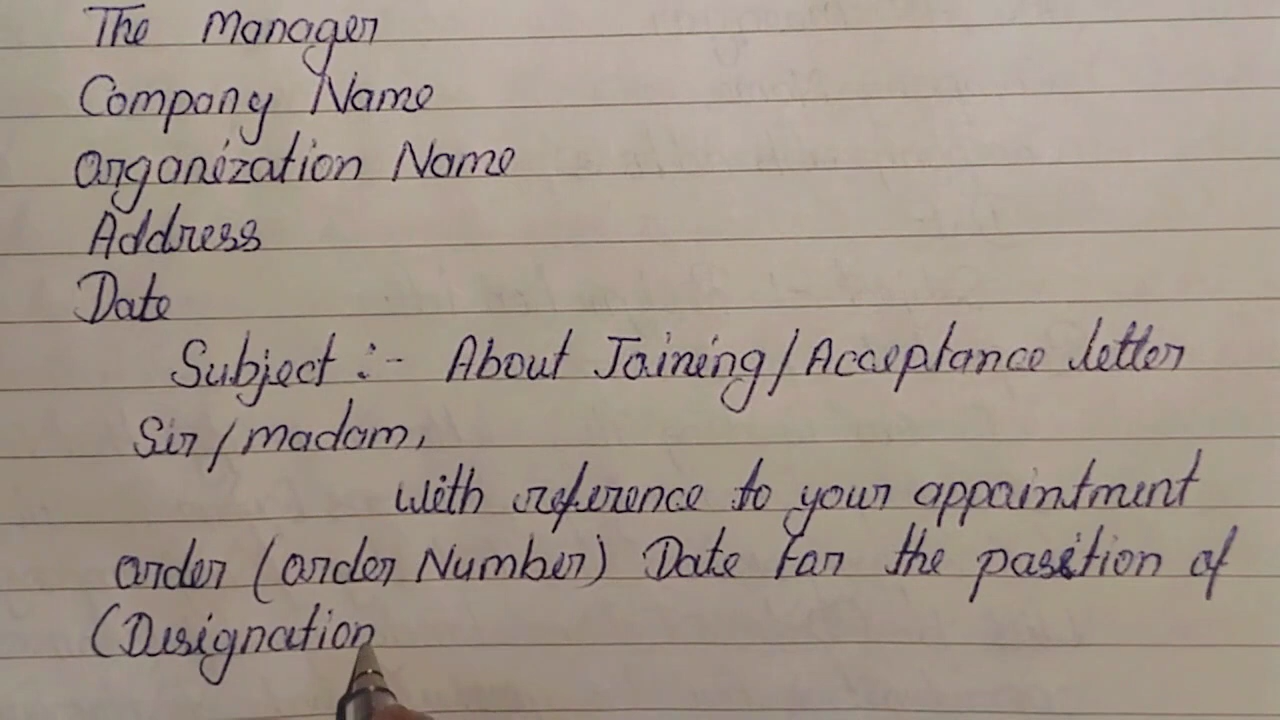 The Manager
Company Name
Organization Name
Address
Date
Subject :- About Joining/Acceptance letter
Sir/madam,
with reference to your appointment
order (order Number) Date for the position of
(Designation